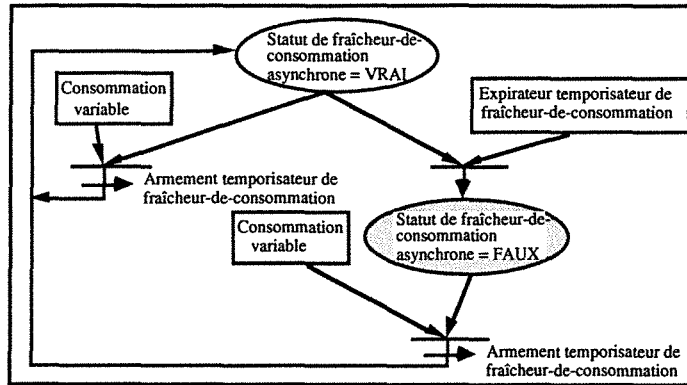 Statut de fraîcheur-de-
consommation
asynchrone = VRAI
Consommation
variable
Expirateur temporisateur de
fraîcheur-de-consommation
Armement temporisateur de
fraîcheur-de-consommation
Statut de fraîcheur-de-
consommation
asynchrone = FAUX
Consommation
variable
Armement temporisateur de
fraîcheur-de-consommation